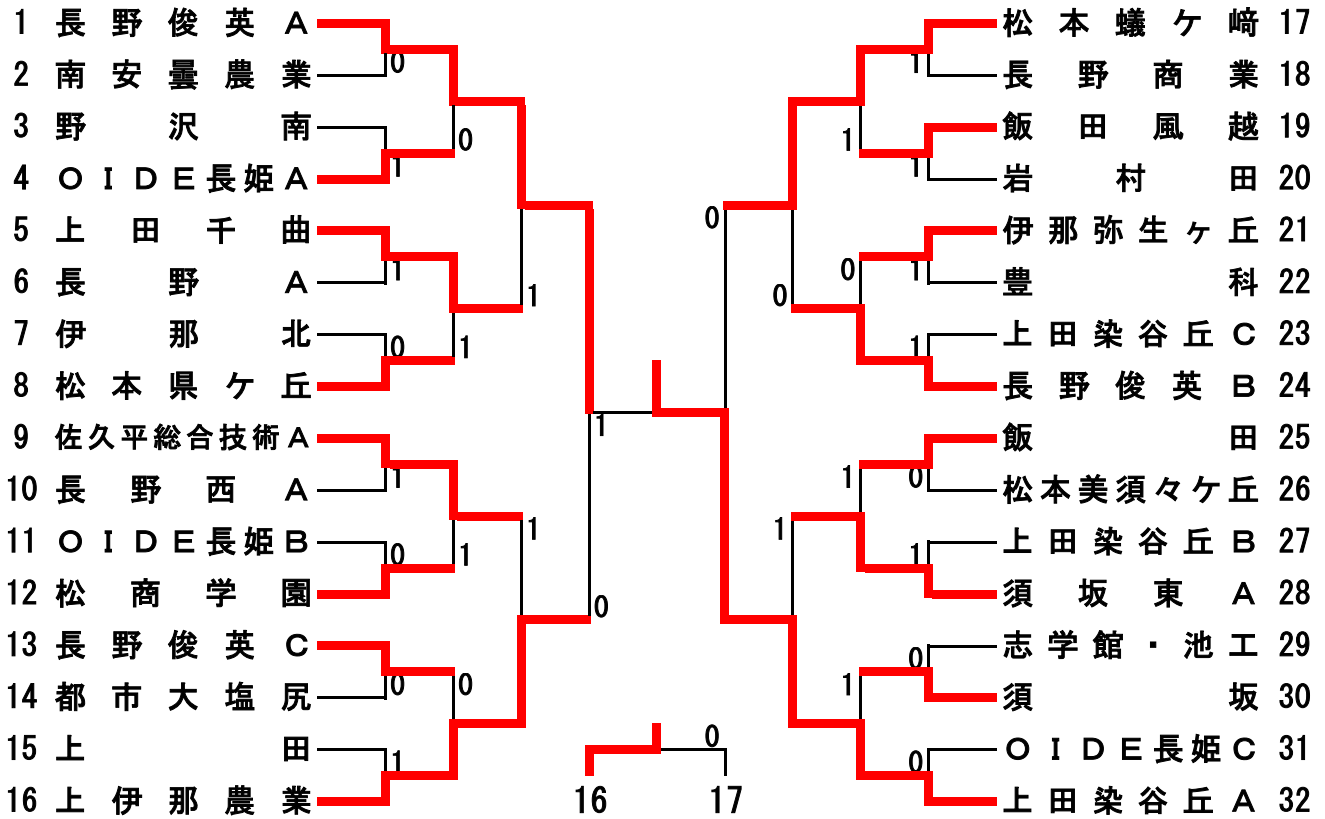 1 長野俊英A
2 南安曇農業
3 野沢南
4 OIDE長姫A
5 上田千曲
6 長野A
7 伊那北
8 松本県ケ丘
9 佐久平総合技術A
10 長野西A
11 OIDE長姫B
12 松商学園
13 長野俊英C
14 都市大塩尻
15 上田
16 上伊那農業
0
1
1
0
1
0
0
1
0
1
1
0
1
1
1
0
1
0
0
16 17
0
0
0
1
1
0
1
1
1
1
1
1
0
1
0
0
松本蟻ケ﨑 17
長野商業 18
飯田風越 19
岩村田 20
伊那弥生ヶ丘 21
豊科 22
上田染谷丘C 23
長野俊英B 24
飯田 25
松本美須々ケ丘 26
上田染谷丘B 27
須坂東A 28
志学館・池工 29
須坂 30
OIDE長姫C 31
上田染谷丘A 32